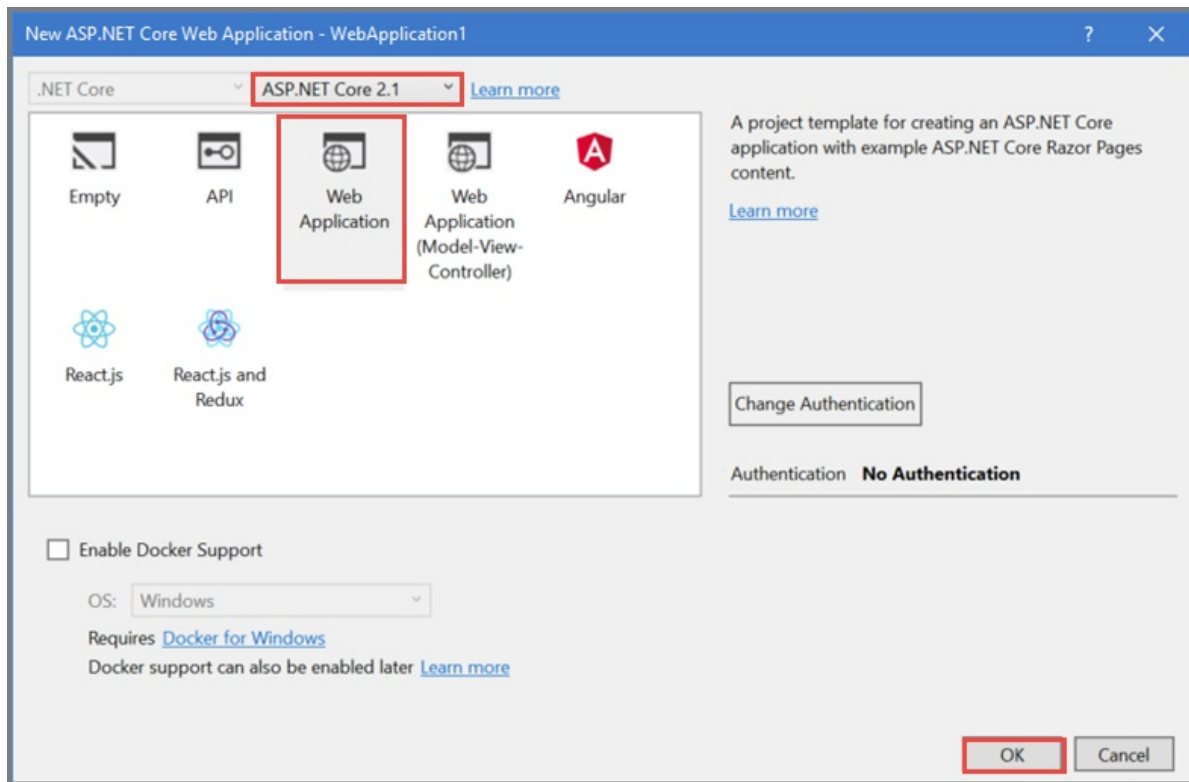 New ASP.NET Core Web Application - WebApplication1
?
.NET Core
ASP.NET Core 2.1
Learn more
Empty
API
Web
Application
Web
Application
(Model-View-
Controller)
Angular
React.js
React.js and
Redux
A project template for creating an ASP.NET Core
application with example ASP.NET Core Razor Pages
content.
Learn more
Change Authentication
Authentication No Authentication
Enable Docker Support
OS: Windows
Requires Docker for Windows
Docker support can also be enabled later Learn more
OK
Cancel